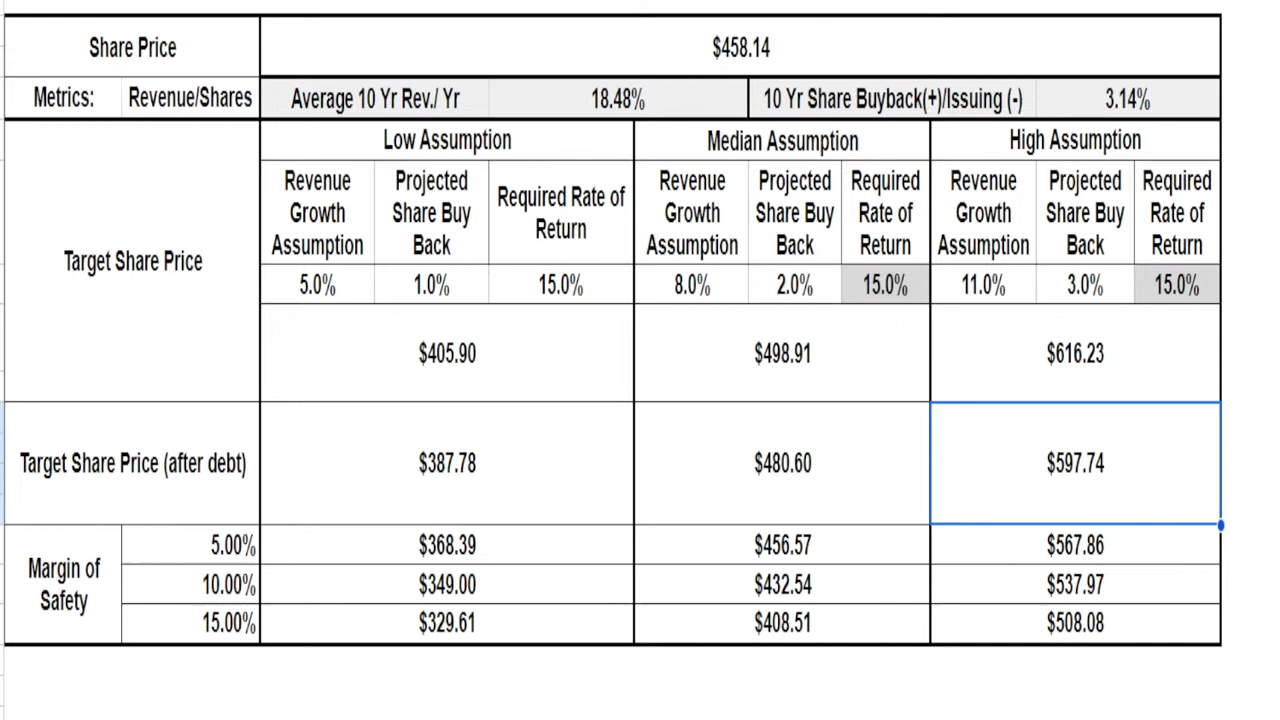 Share Price
$458.14
Metrics:
Revenue/Shares
Average 10 Yr Rev./ Yr
18.48%
10 Yr Share Buyback(+)/Issuing (-)
3.14%
Target Share Price
Low Assumption
Median Assumption
High Assumption
Revenue
Growth
Assumption
Projected
Share Buy
Back
Required Rate of
Return
Revenue
Growth
Assumption
Projected
Share Buy
Back
Required
Rate of
Return
Revenue
Growth
Assumption
Projected
Share Buy
Back
Required
Rate of
Return
5.0%
1.0%
15.0%
8.0%
2.0%
15.0%
11.0%
3.0%
15.0%
$405.90
$498.91
$616.23
Target Share Price (after debt)
$387.78
$480.60
$597.74
Margin of
Safety
5.00%
$368.39
$456.57
$567.86
10.00%
$349.00
$432.54
$537.97
15.00%
$329.61
$408.51
$508.08